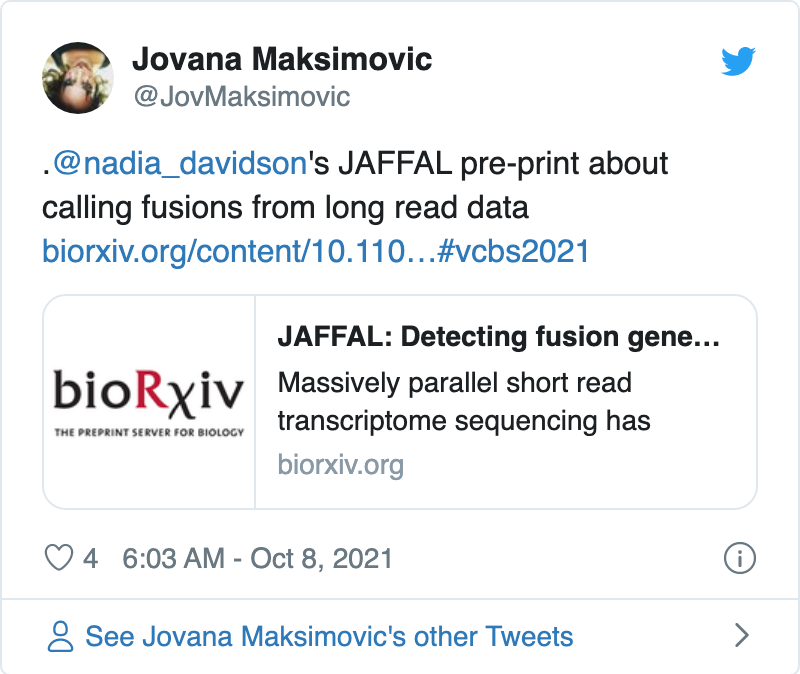 Jovana Maksimovic
@JovMaksimovic
.@nadia_davidson's JAFFAL pre-print about
calling fusions from long read data
biorxiv.org/content/10.110…#vcbs2021
bioRχiv
THE PREPRINT SERVER FOR BIOLOGY
JAFFAL: Detecting fusion gene…
Massively parallel short read
transcriptome sequencing has
biorxiv.org
4 6:03 AM - Oct 8, 2021
See Jovana Maksimovic's other Tweets